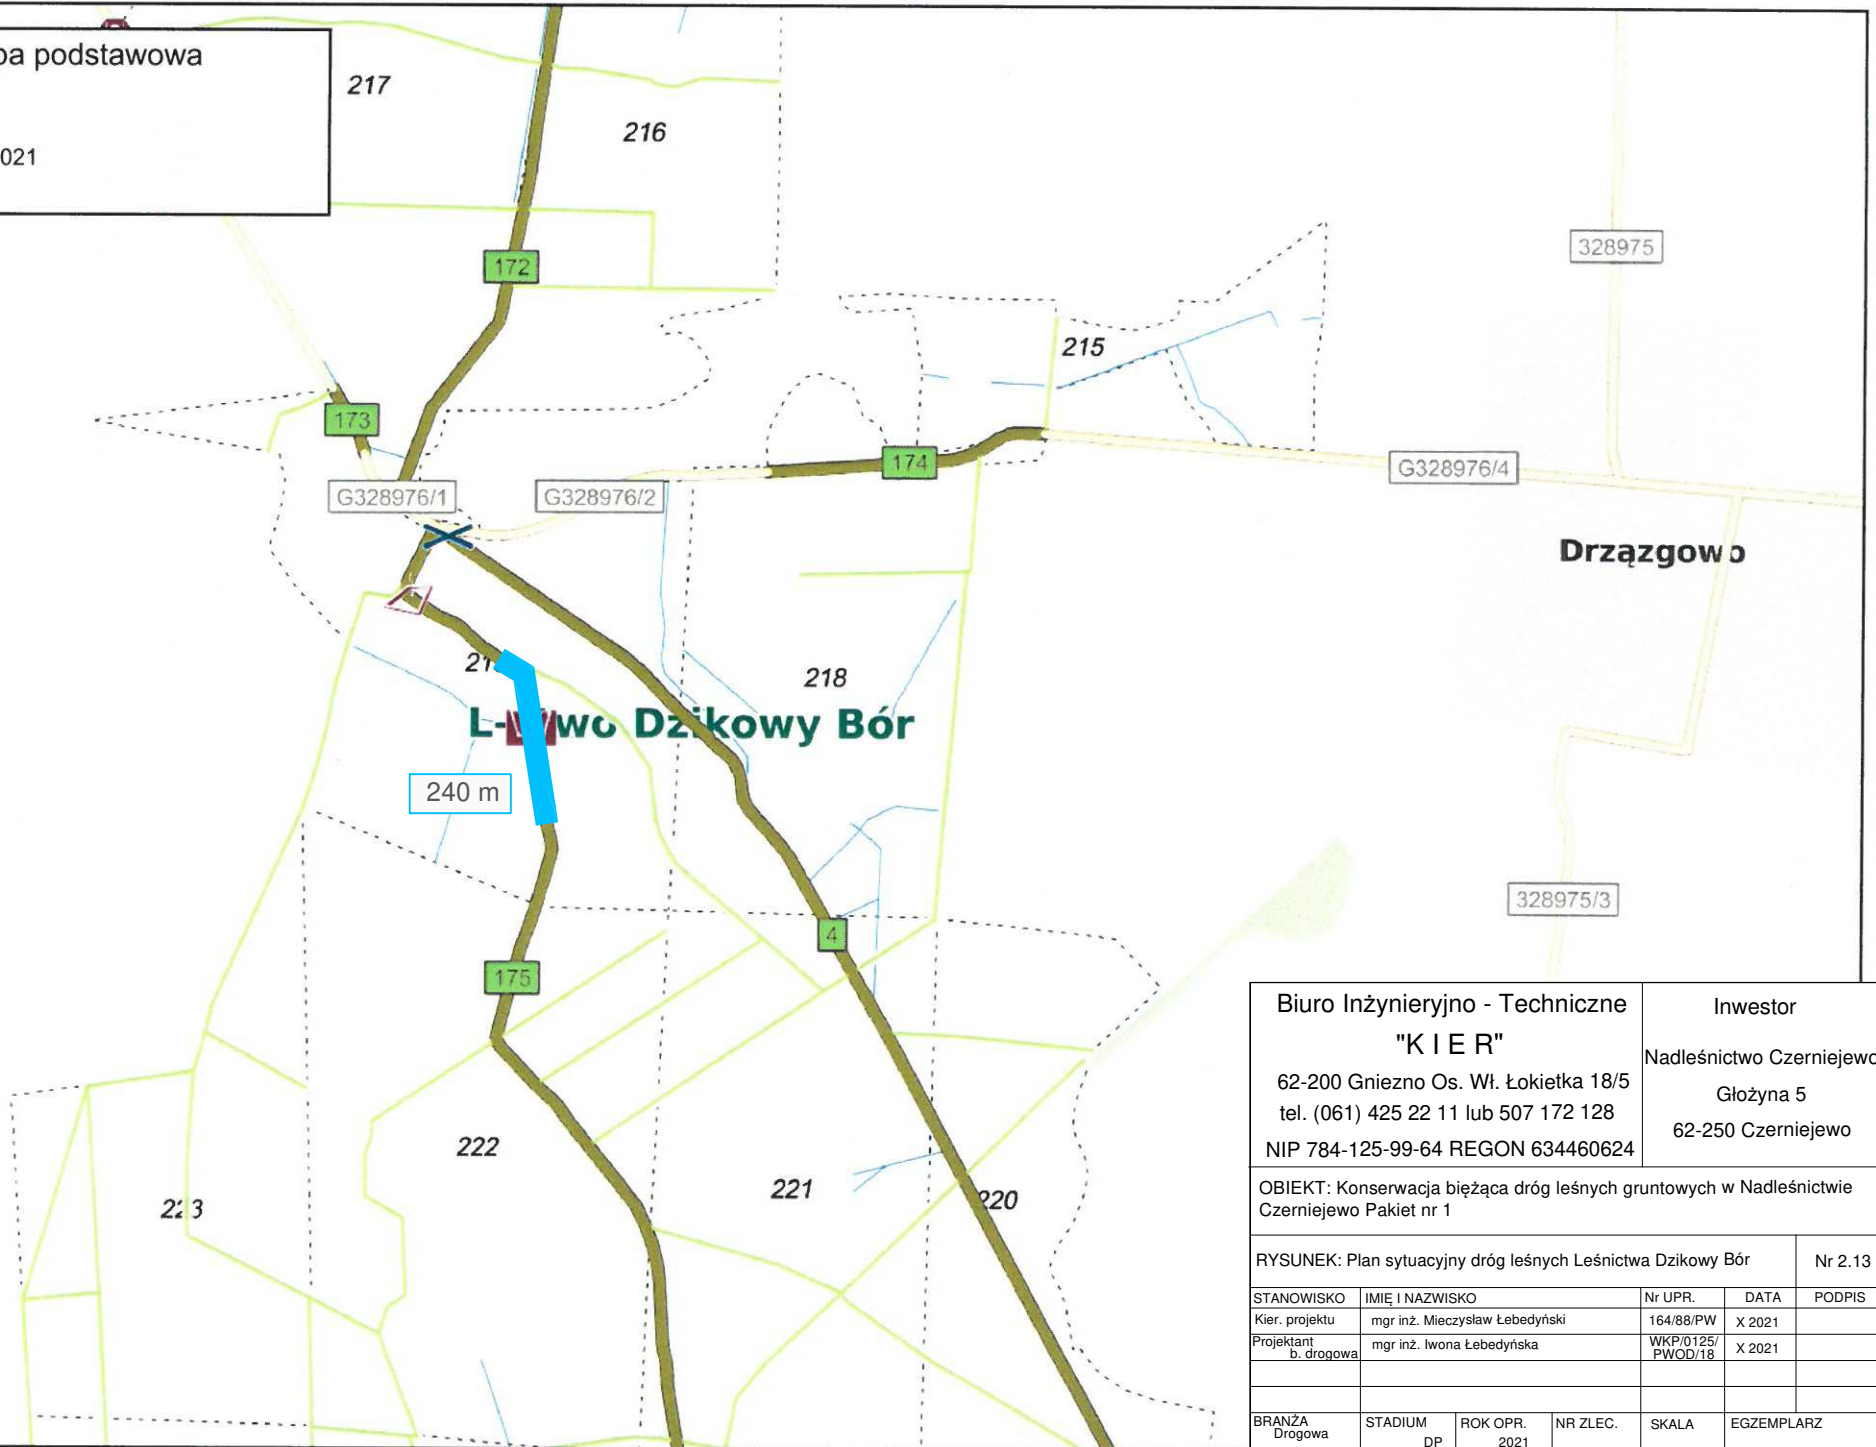 pa podstawowa
021
217
216
172
328975
215
173
174
G328976/1
G328976/2
G328976/4
Drzązgowo
218
L-wo Dzikowy Bór
240 m
4
328975/3
175
222
221
220
223
Biuro Inżynieryjno - Techniczne
"K I E R"
62-200 Gniezno Os. Wł. Łokietka 18/5
tel. (061) 425 22 11 lub 507 172 128
NIP 784-125-99-64 REGON 634460624
Inwestor
Nadleśnictwo Czerniejewo
Głożyna 5
62-250 Czerniejewo
OBIEKT: Konserwacja bieżąca dróg leśnych gruntowych w Nadleśnictwie
Czerniejewo Pakiet nr 1
RYSUNEK: Plan sytuacyjny dróg leśnych Leśnictwa Dzikowy Bór Nr 2.13
STANOWISKO IMIĘ I NAZWISKO Nr UPR. DATA PODPIS
Kier. projektu mgr inż. Mieczysław Łebedyński 164/88/PW X 2021
Projektant mgr inż. Iwona Łebedyńska WKP/0125/ X 2021
b. drogowa PWOD/18
BRANŻA STADIUM ROK OPR. NR ZLEC. SKALA EGZEMPLARZ
Drogowa DP 2021